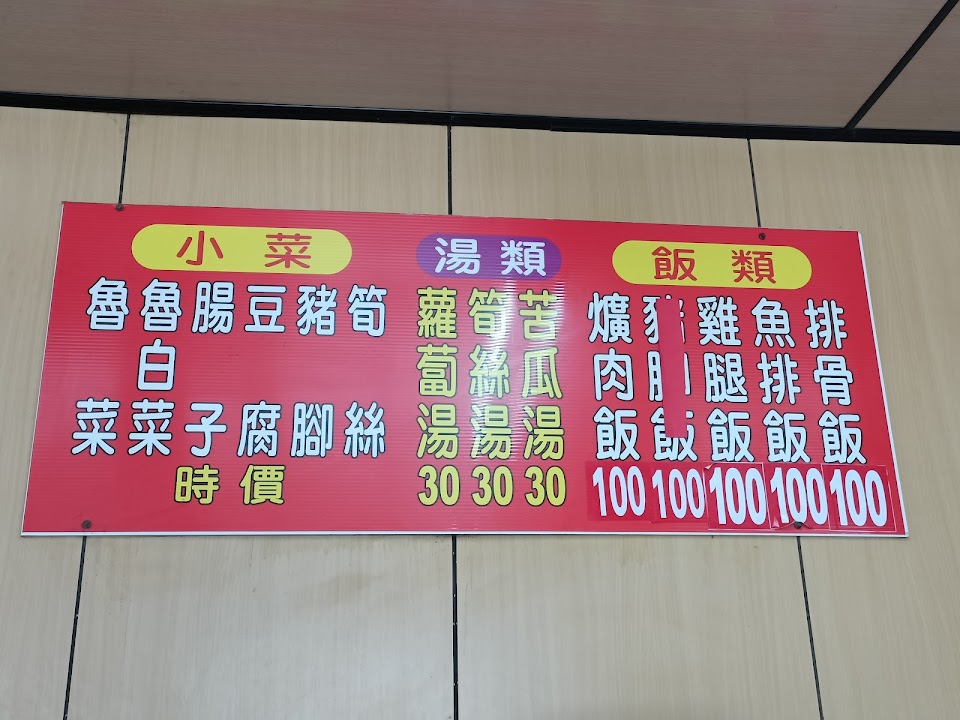 小菜
魯菜
魯白菜
腸子
豆腐
豬腳
筍絲
時價
湯類
蘿蔔湯
30
筍絲湯
30
苦瓜湯
30
飯類
爌肉飯
100
飯
100
雞腿飯
100
魚排飯
100
排骨飯
100